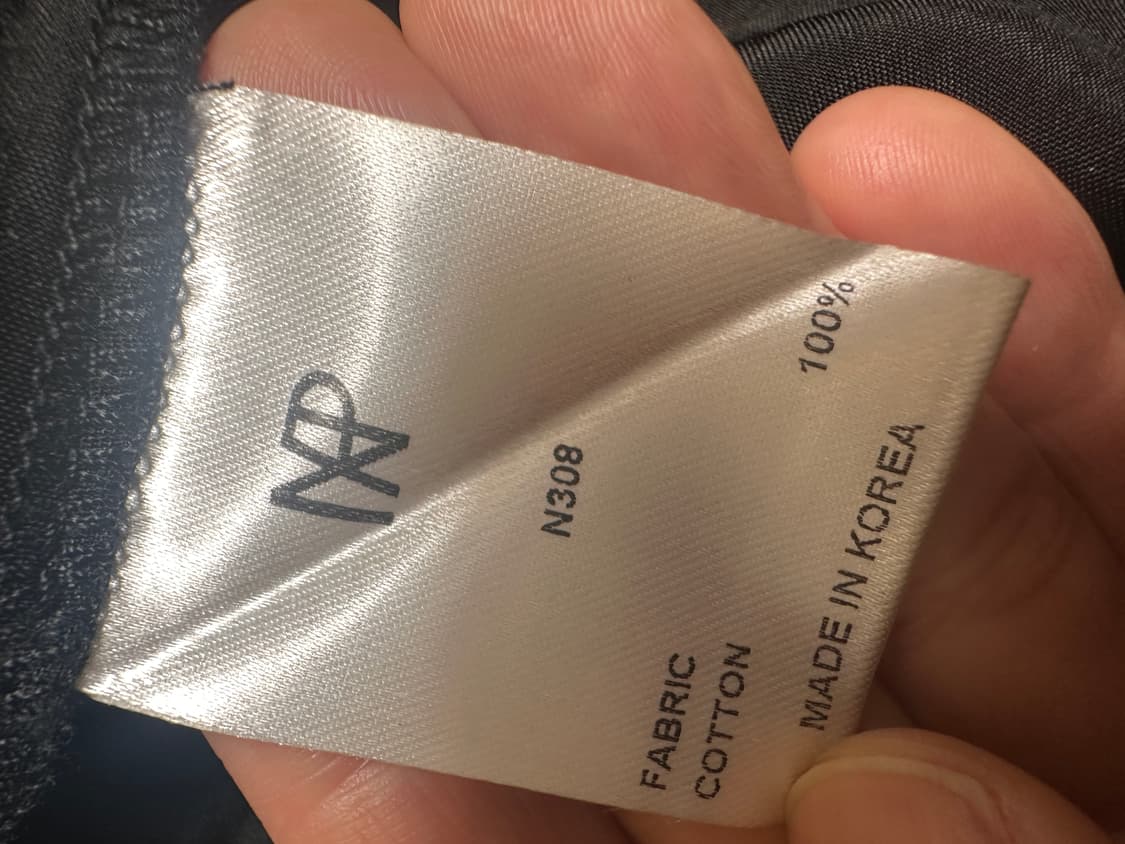 N308
FABRIC
COTTON 100%
MADE IN KOREA